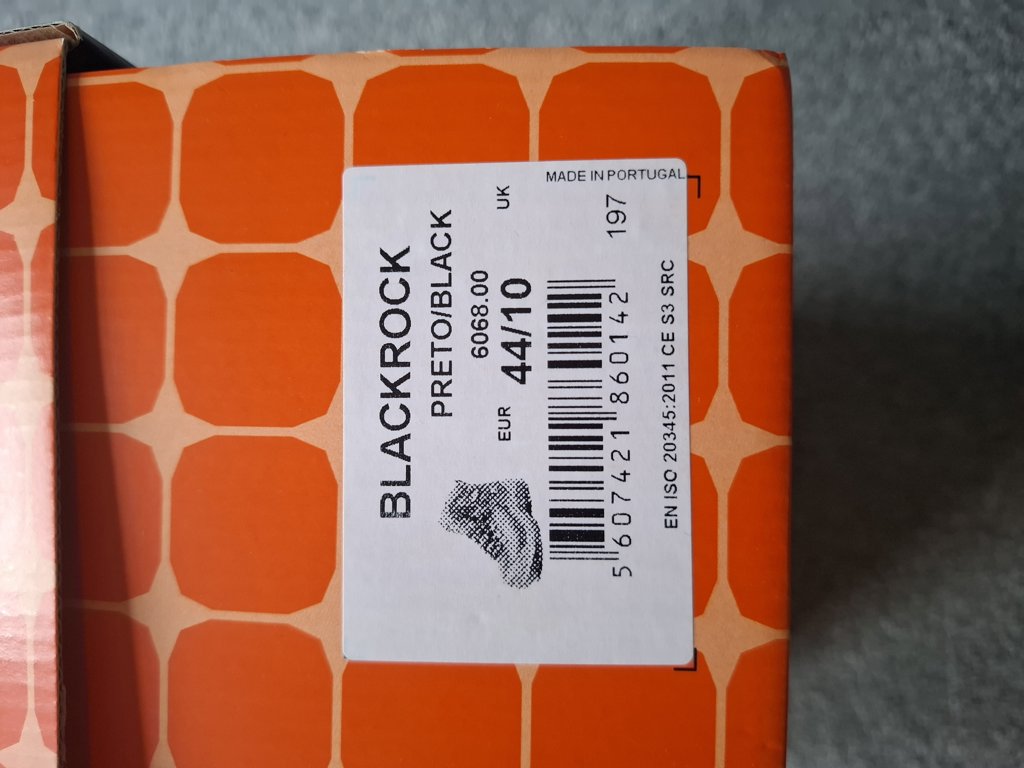 BLACKROCK
PRETO/BLACK
6068.00
EUR 44/10 UK
5 607421 860142 197
EN ISO 20345:2011 CE S3 SRC
MADE IN PORTUGAL